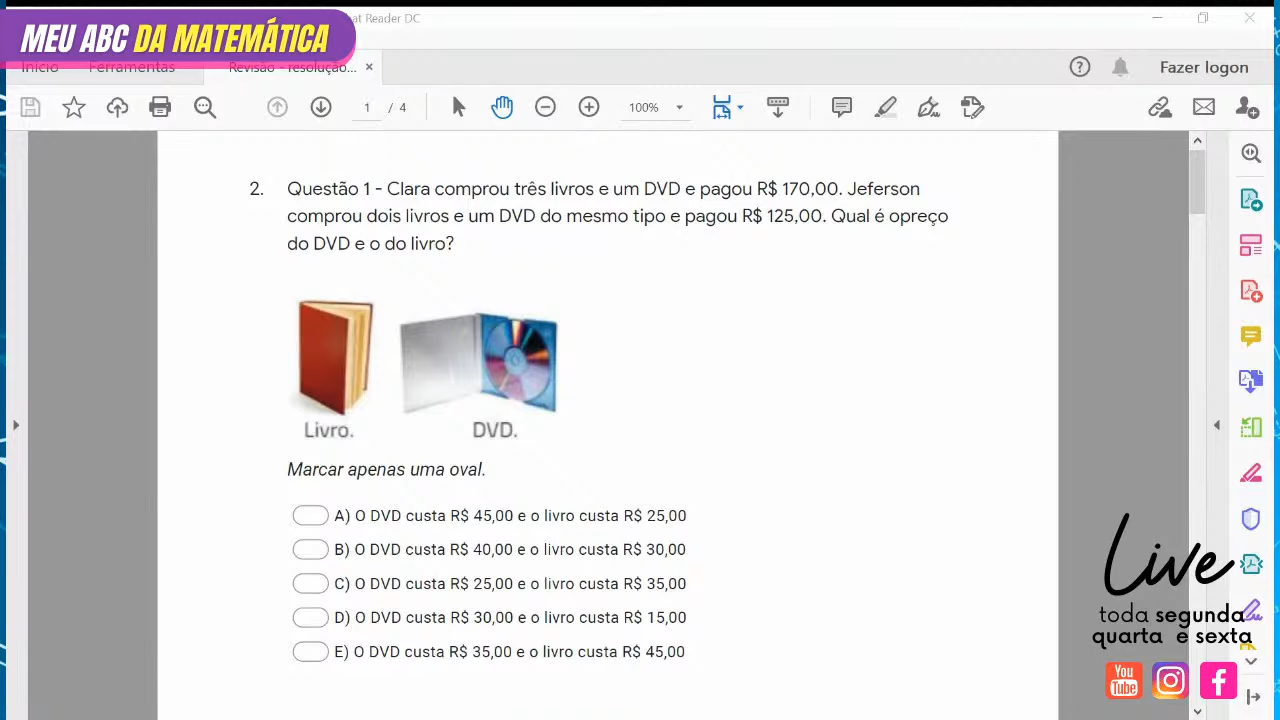 MEU ABC DA MATEMÁTICA
bat Reader DC
Início
Ferramentas
Revisão - resolução...
Fazer logon
1 / 4
100%
2. Questão 1 - Clara comprou três livros e um DVD e pagou R$ 170,00. Jeferson
comprou dois livros e um DVD do mesmo tipo e pagou R$ 125,00. Qual é opreço
do DVD e o do livro?
Livro.
DVD.
Marcar apenas uma oval.
A) O DVD custa R$ 45,00 e o livro custa R$ 25,00
B) O DVD custa R$ 40,00 e o livro custa R$ 30,00
C) O DVD custa R$ 25,00 e o livro custa R$ 35,00
D) O DVD custa R$ 30,00 e o livro custa R$ 15,00
E) O DVD custa R$ 35,00 e o livro custa R$ 45,00
Live
toda segunda
quarta e sexta
You
Tube